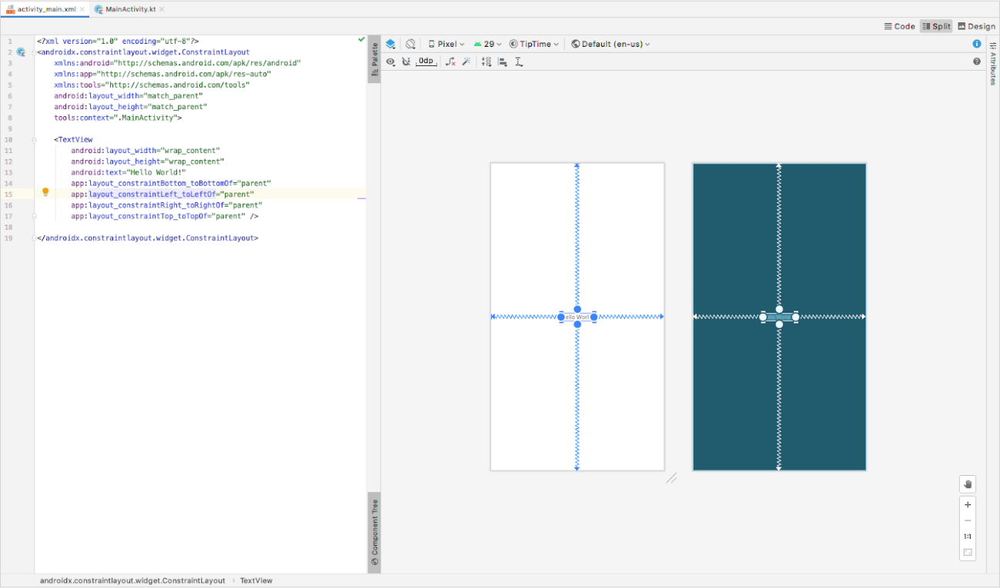 activity_main.xml MainActivity.kt
Code Split Design
Pixel 29 TipTime Default (en-us)
0dp
Palette
Attributes
1 <?xml version="1.0" encoding="utf-8"?>
2 <androidx.constraintlayout.widget.ConstraintLayout
3 xmlns:android="http://schemas.android.com/apk/res/android"
4 xmlns:app="http://schemas.android.com/apk/res-auto"
5 xmlns:tools="http://schemas.android.com/tools"
6 android:layout_width="match_parent"
7 android:layout_height="match_parent"
8 tools:context=".MainActivity">
9
10 <TextView
11 android:layout_width="wrap_content"
12 android:layout_height="wrap_content"
13 android:text="Hello World!"
14 app:layout_constraintBottom_toBottomOf="parent"
15 app:layout_constraintLeft_toLeftOf="parent"
16 app:layout_constraintRight_toRightOf="parent"
17 app:layout_constraintTop_toTopOf="parent" />
18
19 </androidx.constraintlayout.widget.ConstraintLayout>
ello Worl
Component Tree
1:1
androidx.constraintlayout.widget.ConstraintLayout › TextView